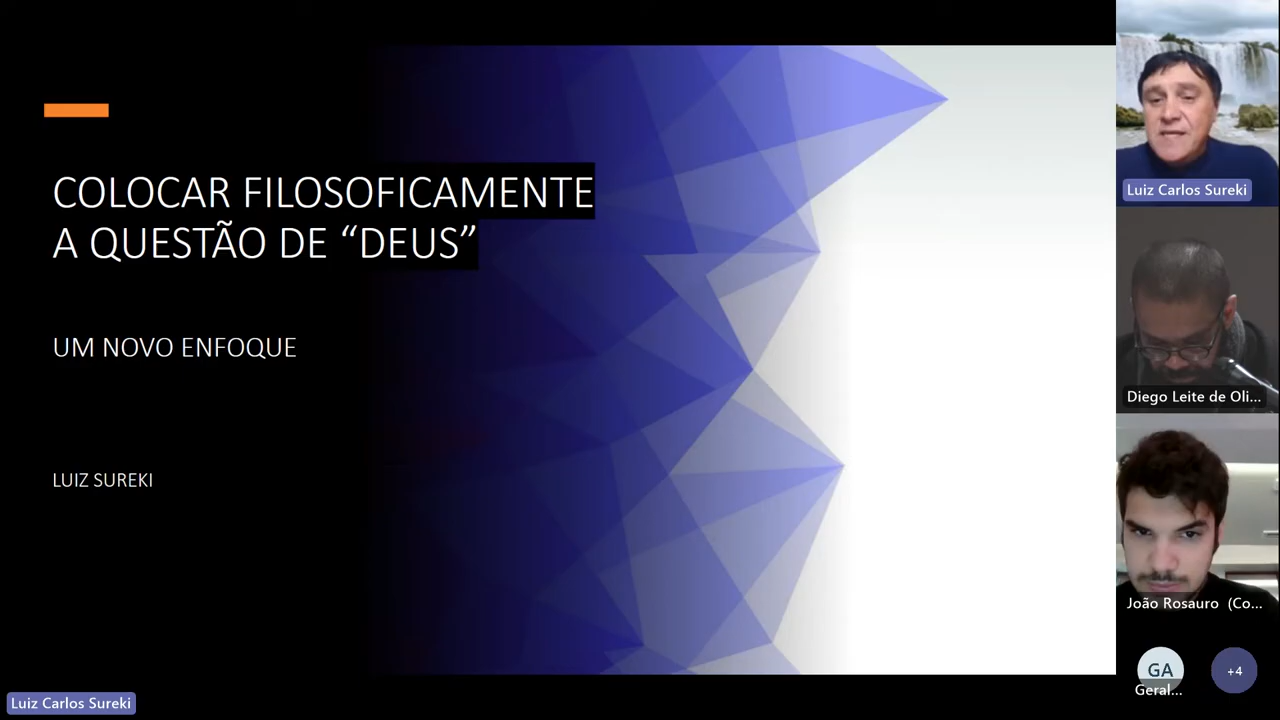 COLOCAR FILOSOFICAMENTE
A QUESTÃO DE “DEUS”
UM NOVO ENFOQUE
LUIZ SUREKI
Luiz Carlos Sureki
Luiz Carlos Sureki
Diego Leite de Oli...
João Rosauro (Co...
GA
Geral...
+4